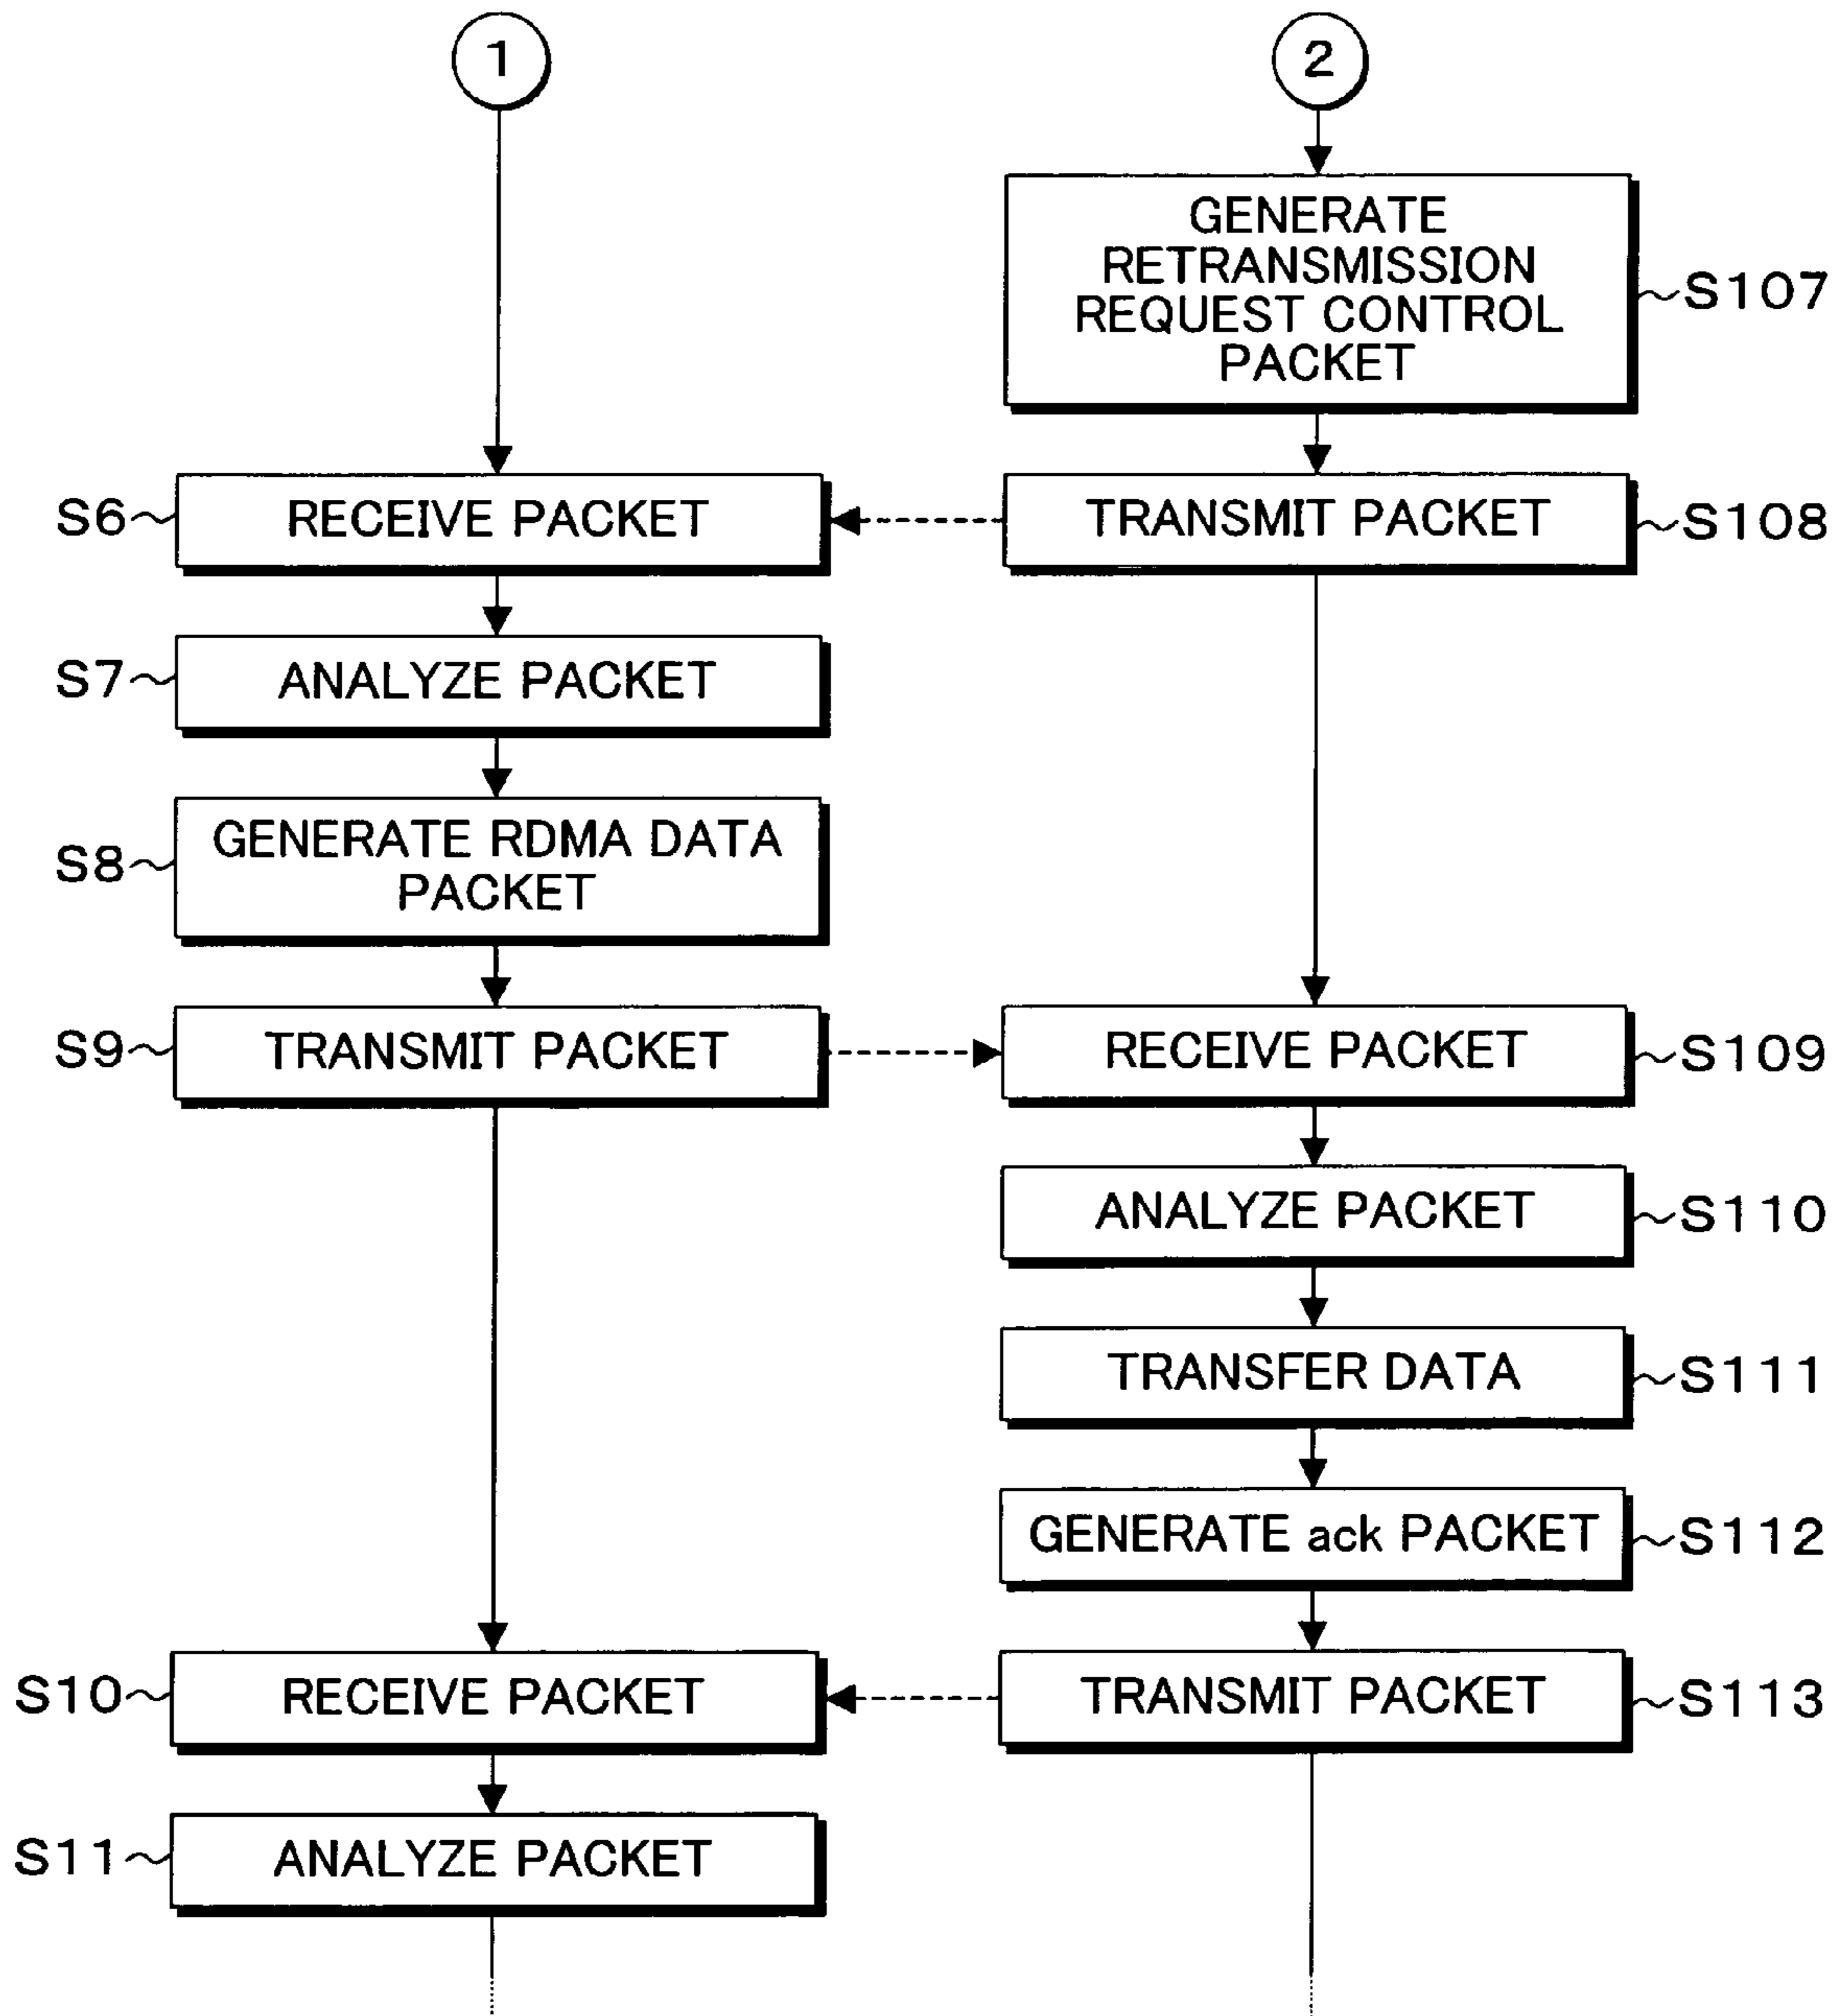 1
2
GENERATE
RETRANSMISSION
REQUEST CONTROL
PACKET
S107
S6
RECEIVE PACKET
TRANSMIT PACKET
S108
S7
ANALYZE PACKET
S8
GENERATE RDMA DATA
PACKET
S9
TRANSMIT PACKET
RECEIVE PACKET
S109
ANALYZE PACKET
S110
TRANSFER DATA
S111
GENERATE ack PACKET
S112
S10
RECEIVE PACKET
TRANSMIT PACKET
S113
S11
ANALYZE PACKET